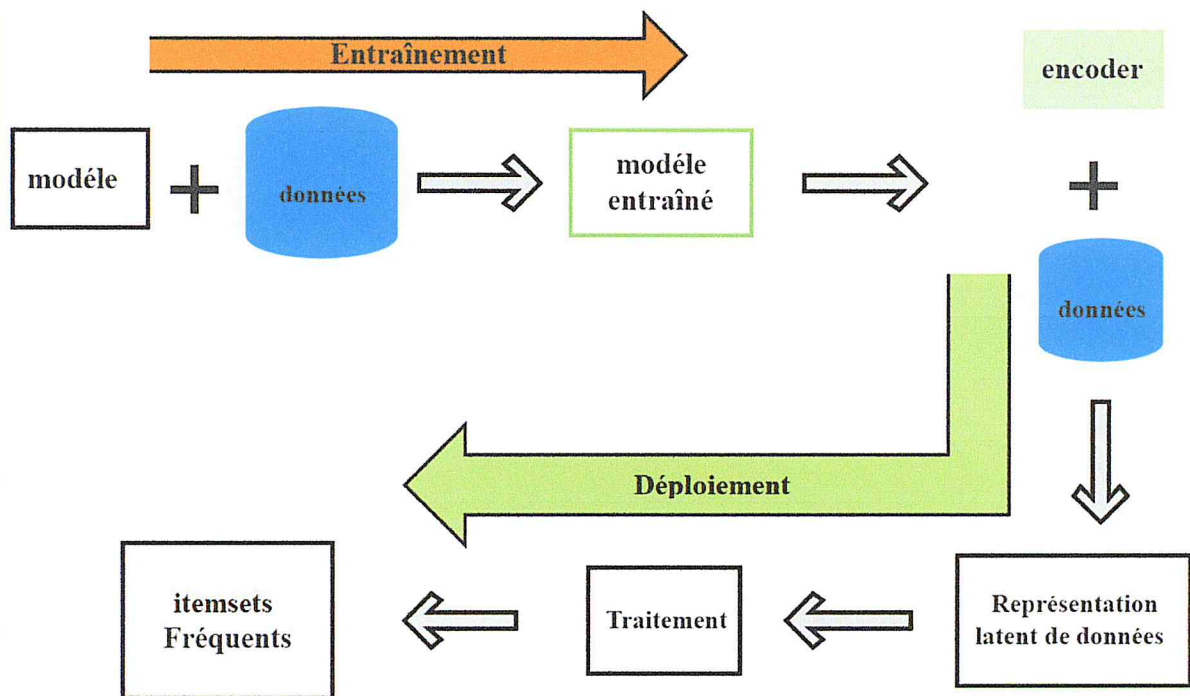 Entraînement
encoder
modéle
+
données
modéle
entraîné
+
données
Déploiement
itemsets
Fréquents
Traitement
Représentation
latent de données